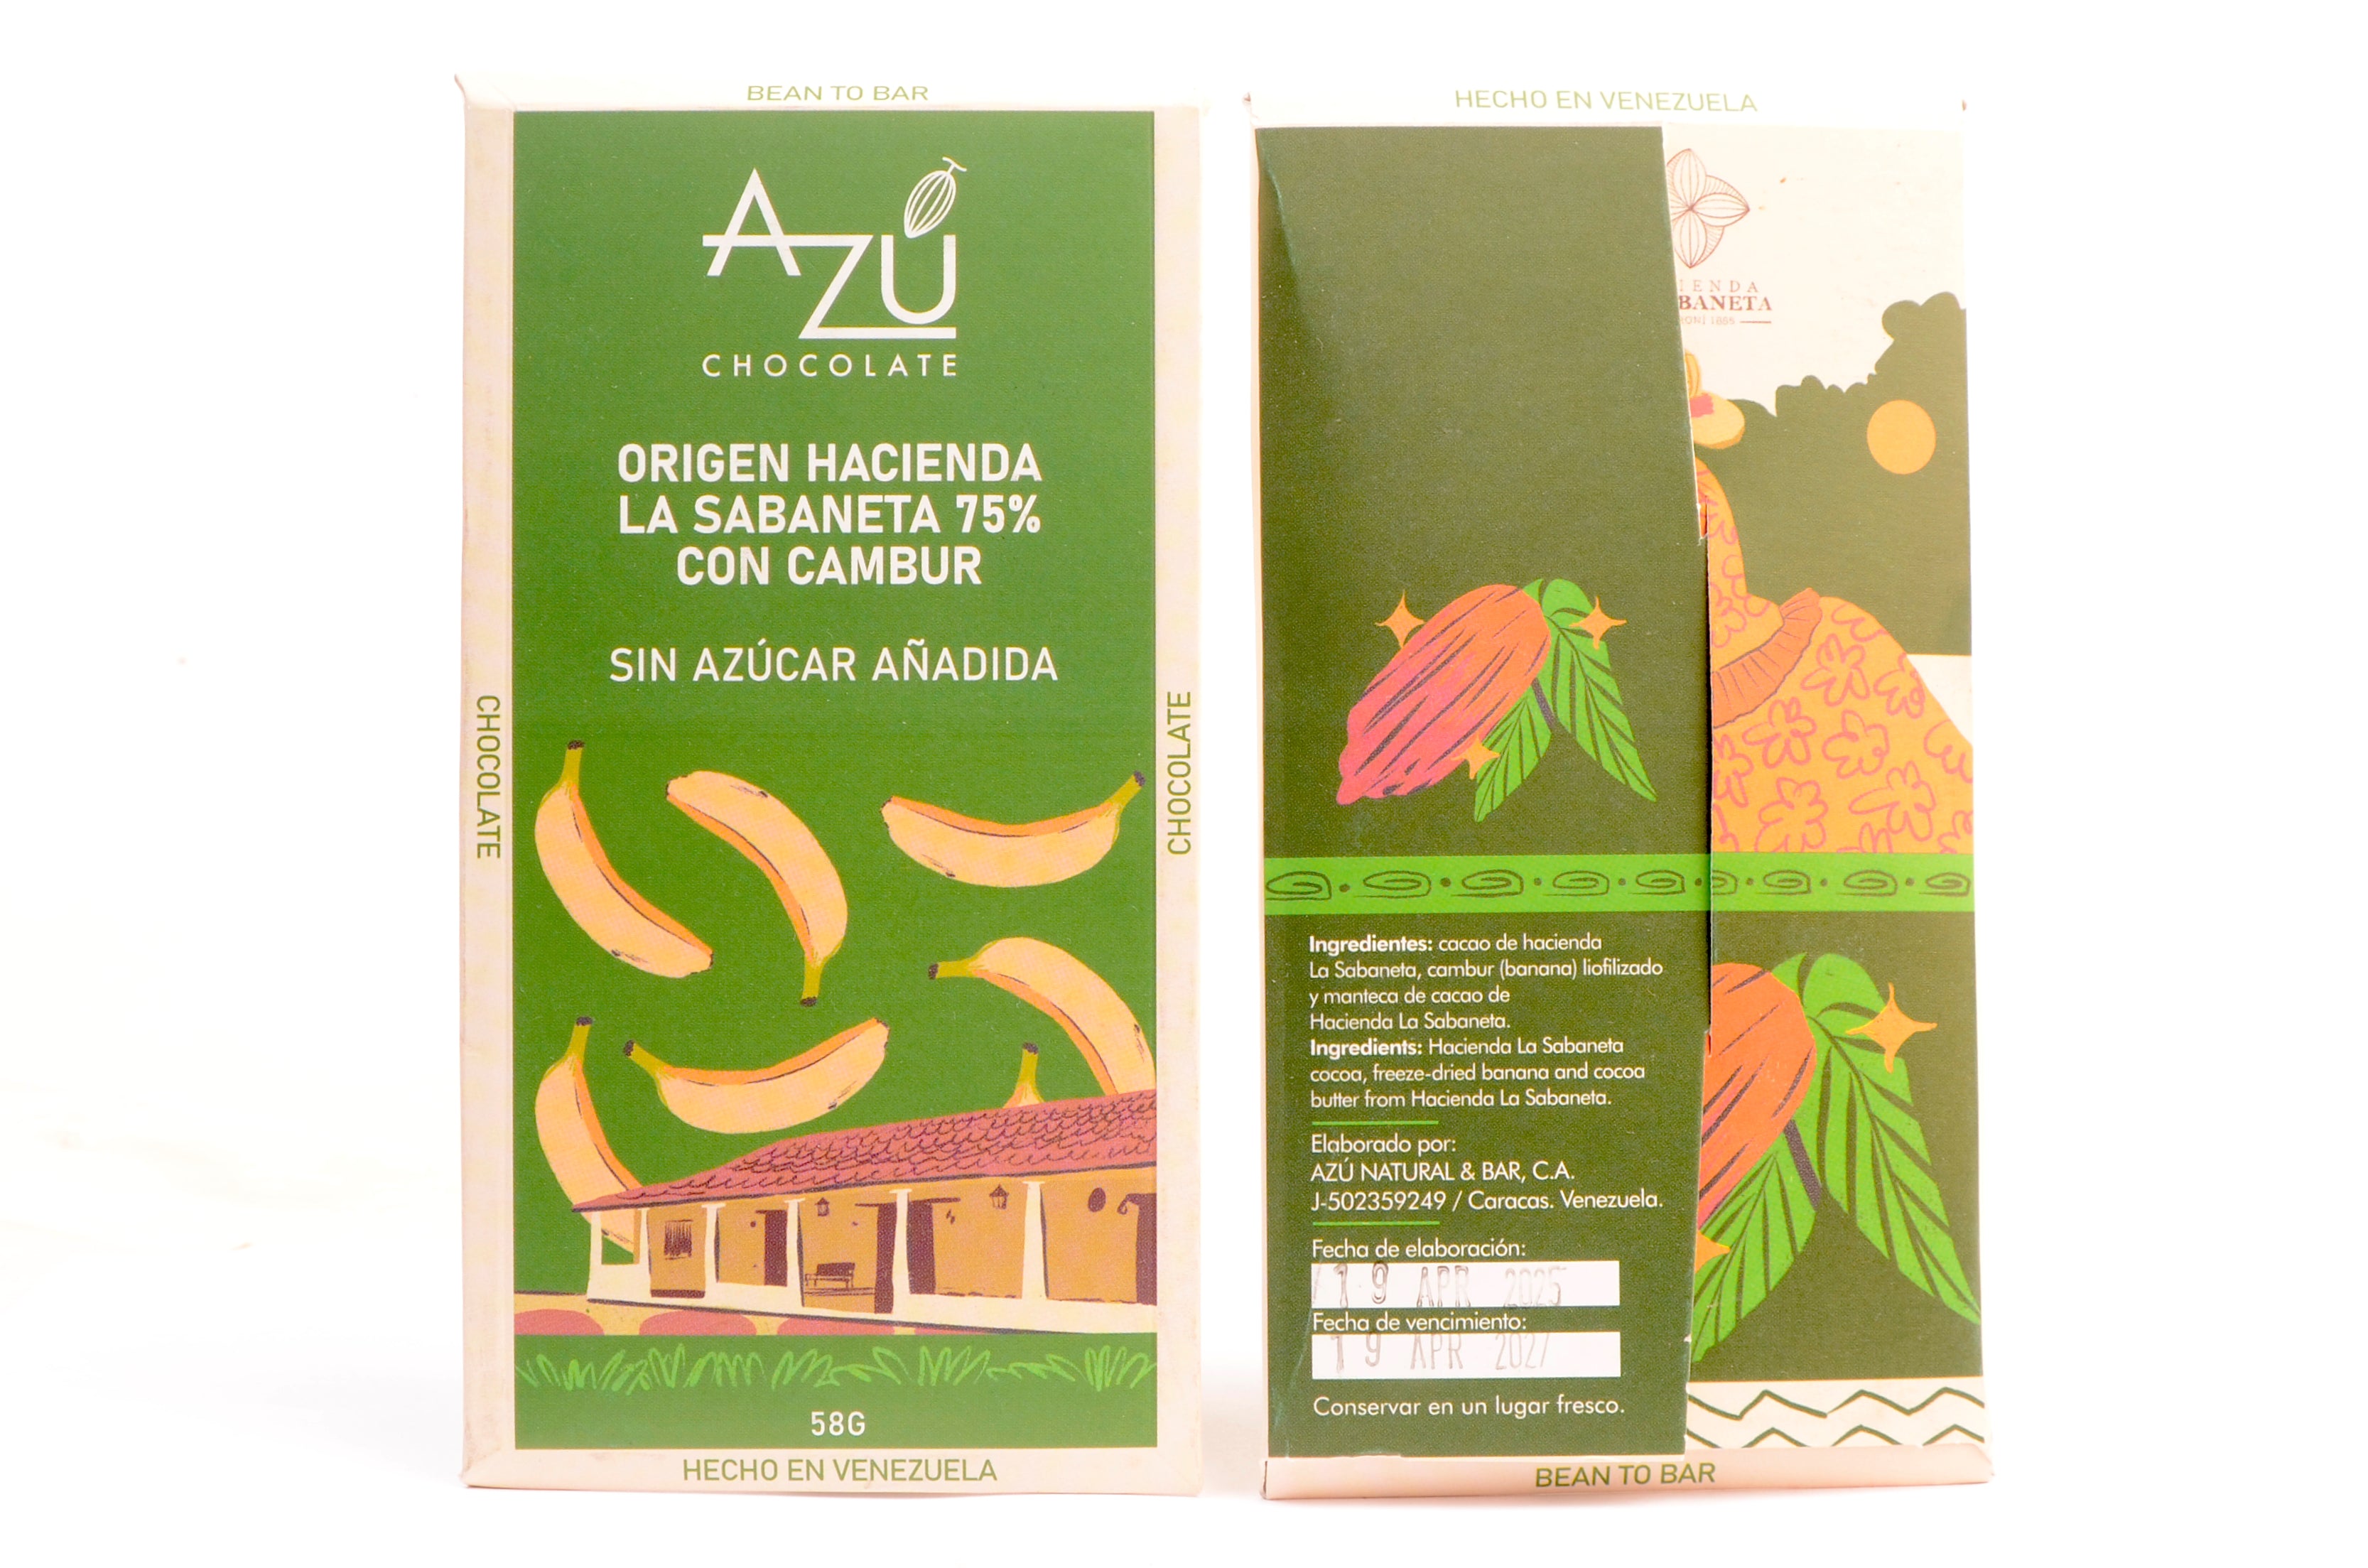 BEAN TO BAR
AZÚ
CHOCOLATE
ORIGEN HACIENDA
LA SABANETA 75%
CON CAMBUR
SIN AZÚCAR AÑADIDA
CHOCOLATE
CHOCOLATE
58G
HECHO EN VENEZUELA
HECHO EN VENEZUELA
IENDA
BANETA
RONÍ 1889
Ingredientes: cacao de hacienda
La Sabaneta, cambur (banana) liofilizado
y manteca de cacao de
Hacienda La Sabaneta.
Ingredients: Hacienda La Sabaneta
cocoa, freeze-dried banana and cocoa
butter from Hacienda La Sabaneta.
Elaborado por:
AZÚ NATURAL & BAR, C.A.
J-502359249 / Caracas. Venezuela.
Fecha de elaboración:
19 APR 2025
Fecha de vencimiento:
19 APR 2027
Conservar en un lugar fresco.
BEAN TO BAR